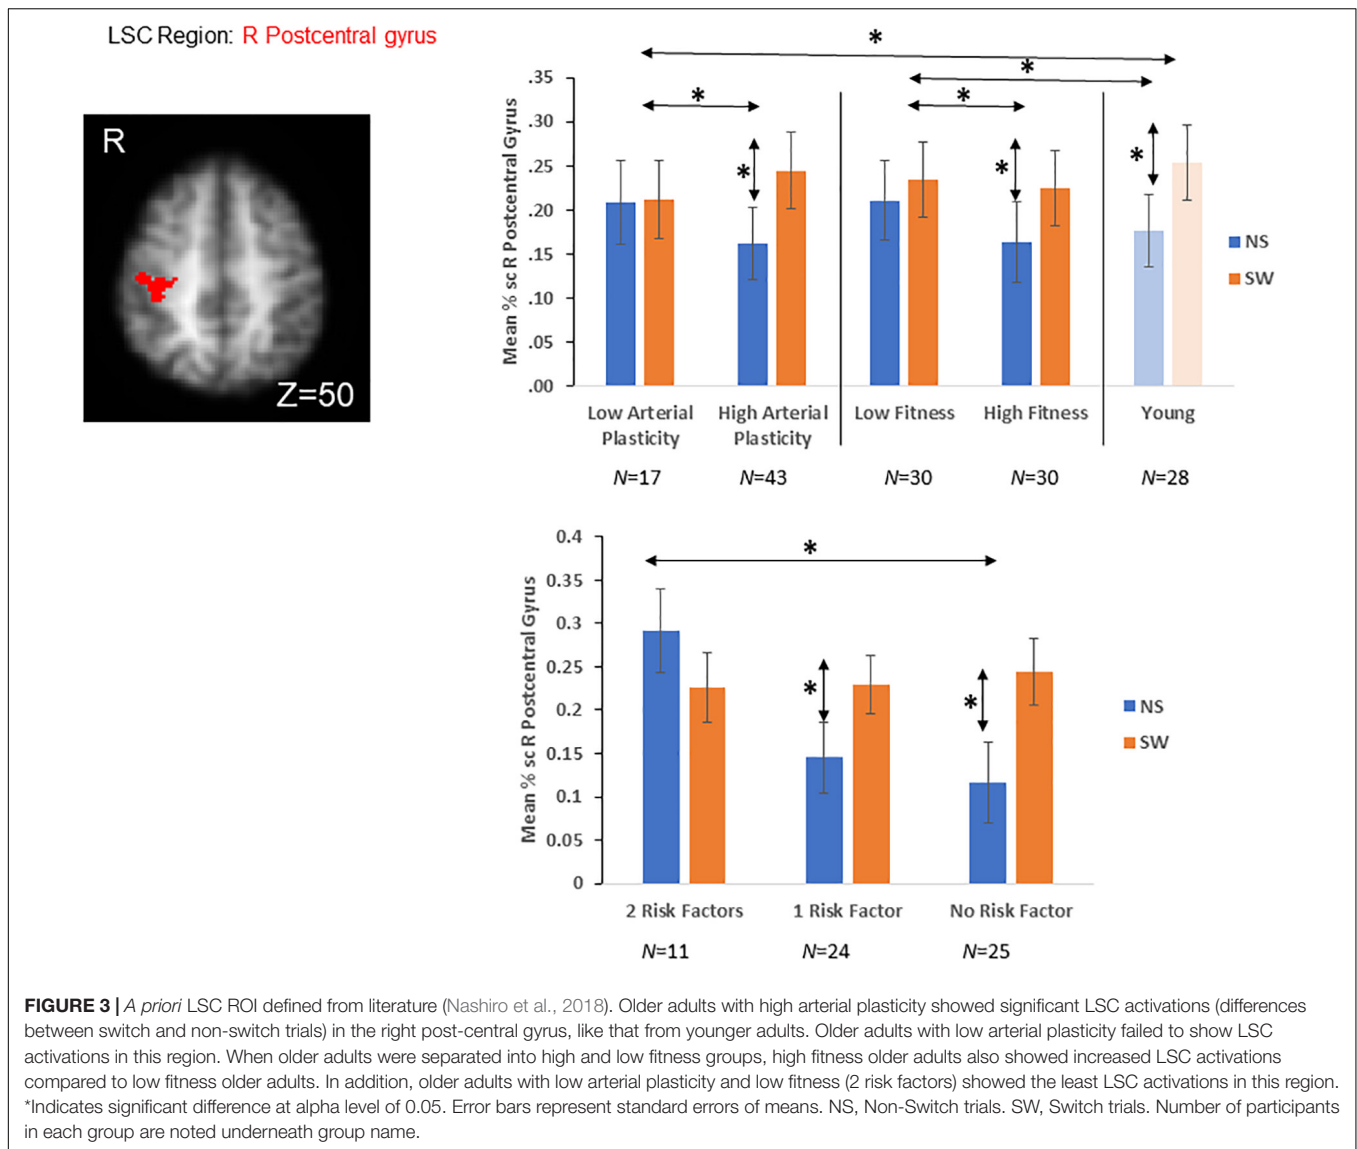 LSC Region: R Postcentral gyrus
R
Z=50
Mean % sc R Postcentral Gyrus
.35
.30
.25
.20
.15
.10
.05
.00
*
*
*
*
*
*
*
NS
SW
Low Arterial Plasticity
High Arterial Plasticity
Low Fitness
High Fitness
Young
N=17
N=43
N=30
N=30
N=28
Mean % sc R Postcentral Gyrus
0.4
0.35
0.3
0.25
0.2
0.15
0.1
0.05
0
*
*
*
NS
SW
2 Risk Factors
1 Risk Factor
No Risk Factor
N=11
N=24
N=25
FIGURE 3 | A priori LSC ROI defined from literature (Nashiro et al., 2018). Older adults with high arterial plasticity showed significant LSC activations (differences
between switch and non-switch trials) in the right post-central gyrus, like that from younger adults. Older adults with low arterial plasticity failed to show LSC
activations in this region. When older adults were separated into high and low fitness groups, high fitness older adults also showed increased LSC activations
compared to low fitness older adults. In addition, older adults with low arterial plasticity and low fitness (2 risk factors) showed the least LSC activations in this region.
*Indicates significant difference at alpha level of 0.05. Error bars represent standard errors of means. NS, Non-Switch trials. SW, Switch trials. Number of participants
in each group are noted underneath group name.